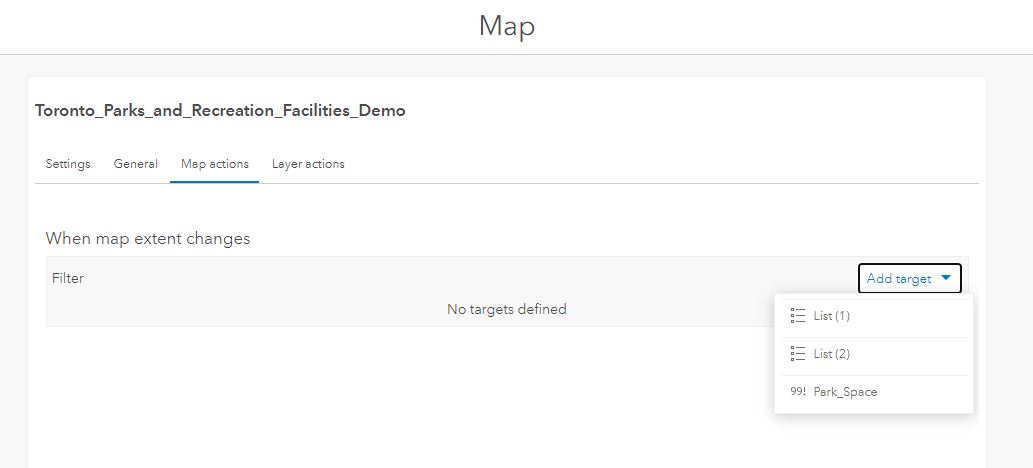 Map
Toronto_Parks_and_Recreation_Facilities_Demo
Settings General Map actions Layer actions
When map extent changes
Filter Add target
No targets defined
List (1)
List (2)
99! Park_Space